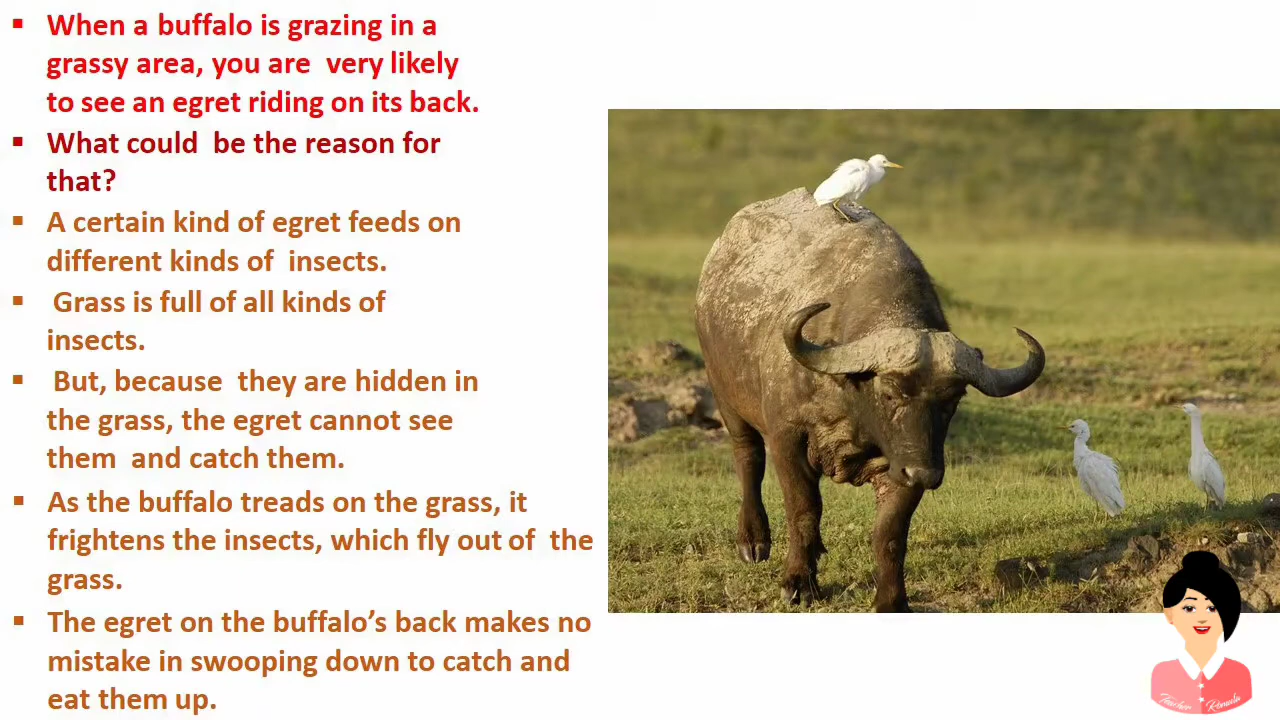 ▪ When a buffalo is grazing in a
grassy area, you are very likely
to see an egret riding on its back.
▪ What could be the reason for
that?
▪ A certain kind of egret feeds on
different kinds of insects.
▪ Grass is full of all kinds of
insects.
▪ But, because they are hidden in
the grass, the egret cannot see
them and catch them.
▪ As the buffalo treads on the grass, it
frightens the insects, which fly out of the
grass.
▪ The egret on the buffalo's back makes no
mistake in swooping down to catch and
eat them up.
Teacher Romula